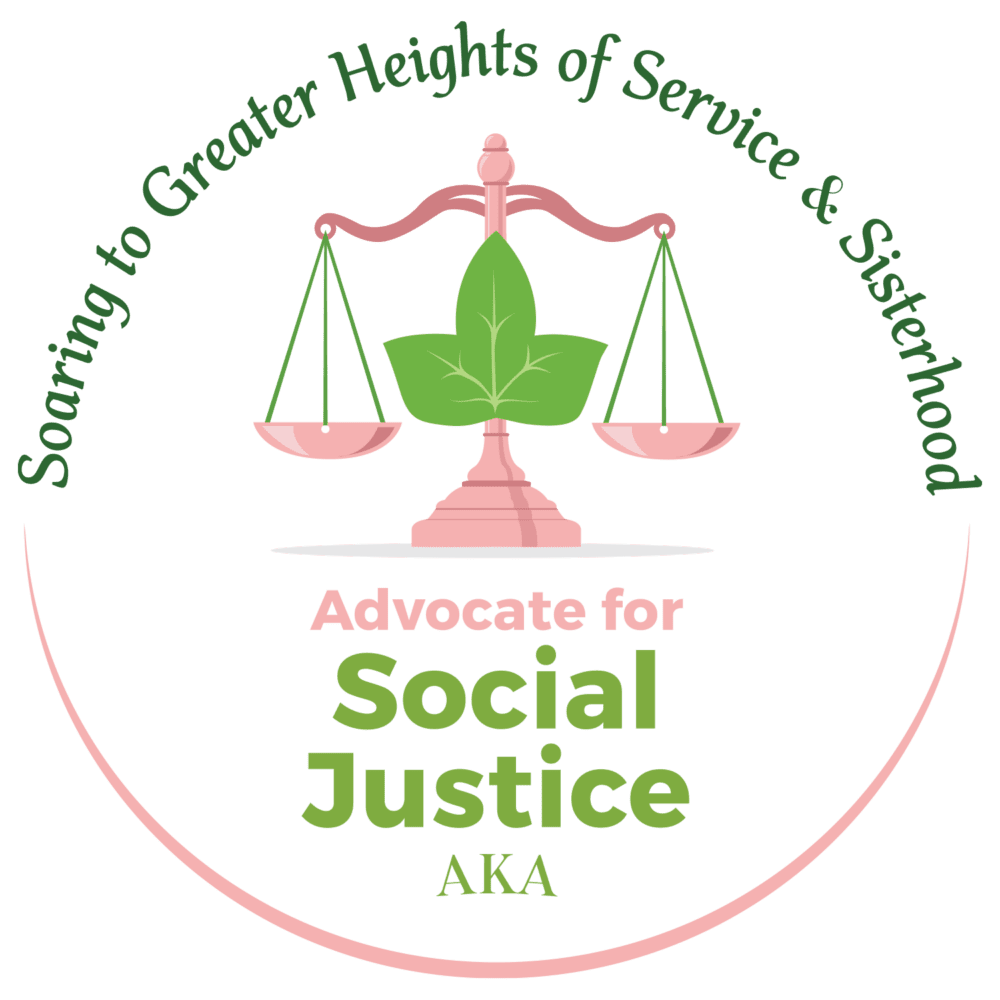 Soaring to Greater Heights of Service & Sisterhood
Advocate for
Social
Justice
AKA